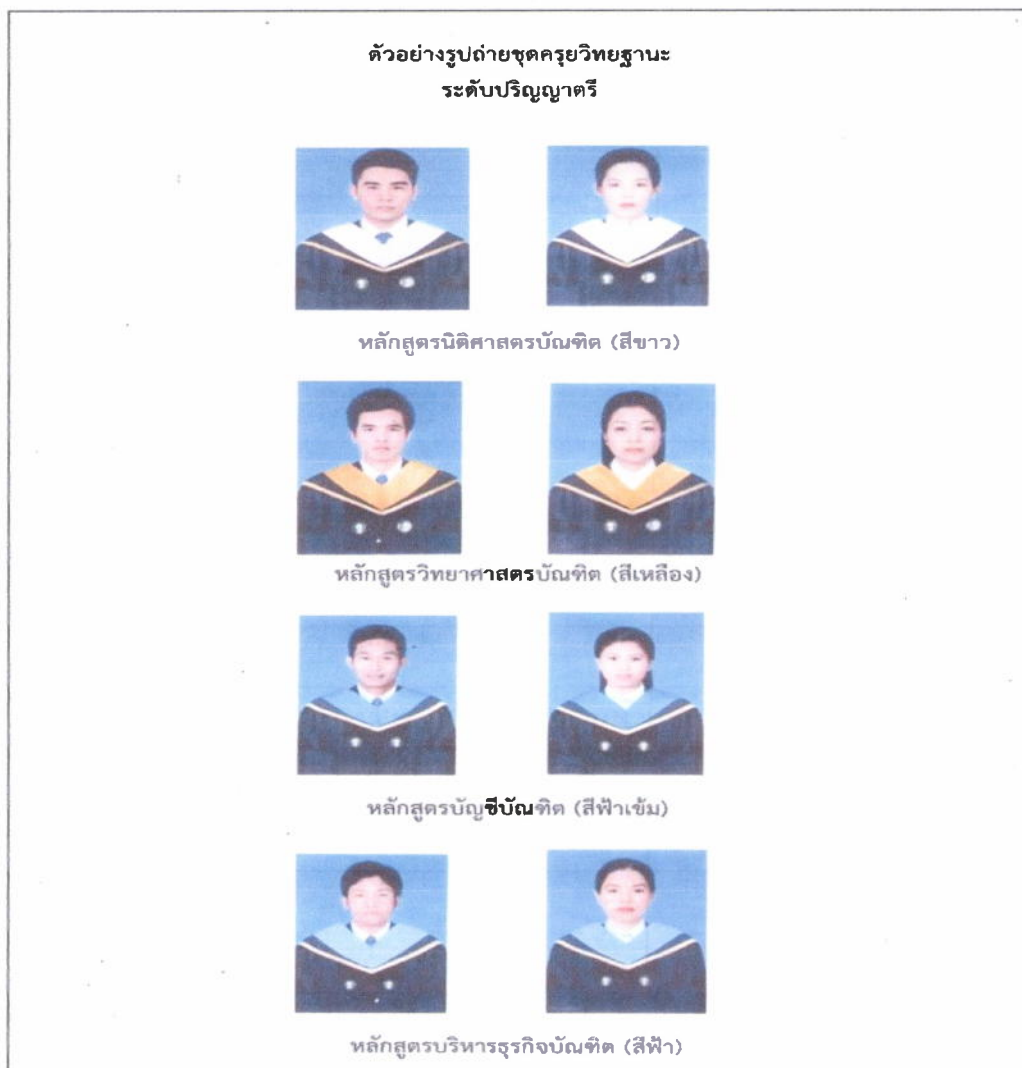 ตัวอย่างรูปถ่ายชุดครุยวิทยฐานะ
ระดับปริญญาตรี
หลักสูตรนิติศาสตรบัณฑิต (สีขาว)
หลักสูตรวิทยาศาสตรบัณฑิต (สีเหลือง)
หลักสูตรบัญชีบัณฑิต (สีฟ้าเข้ม)
หลักสูตรบริหารธุรกิจบัณฑิต (สีฟ้า)